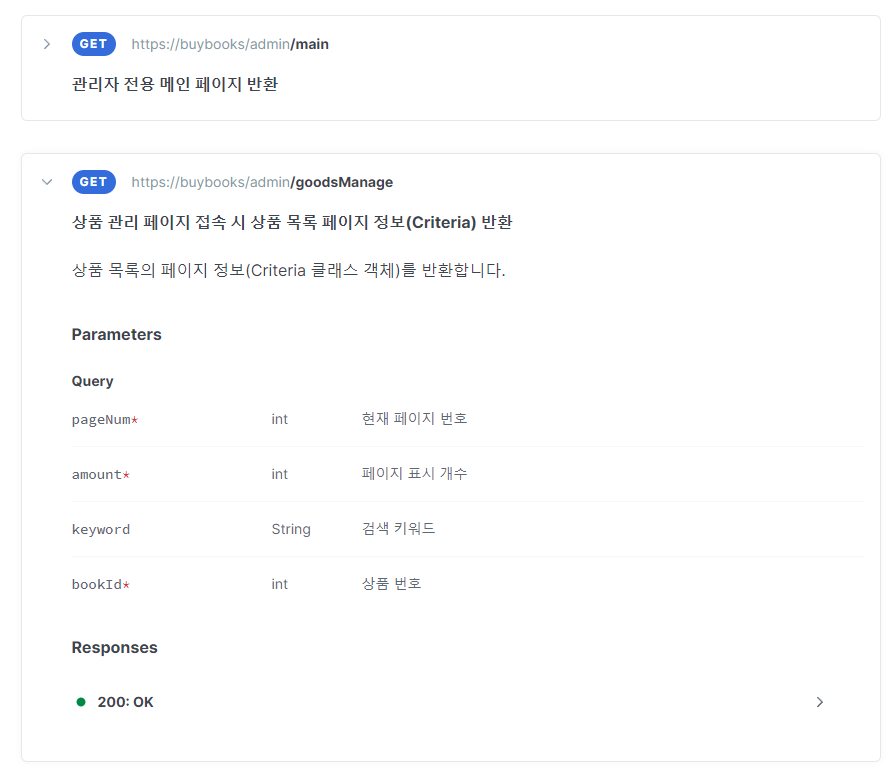 GET https://buybooks/admin/main
관리자 전용 메인 페이지 반환
GET https://buybooks/admin/goodsManage
상품 관리 페이지 접속 시 상품 목록 페이지 정보(Criteria) 반환
상품 목록의 페이지 정보(Criteria 클래스 객체)를 반환합니다.
Parameters
Query
pageNum* int 현재 페이지 번호
amount* int 페이지 표시 개수
keyword String 검색 키워드
bookId* int 상품 번호
Responses
200: OK